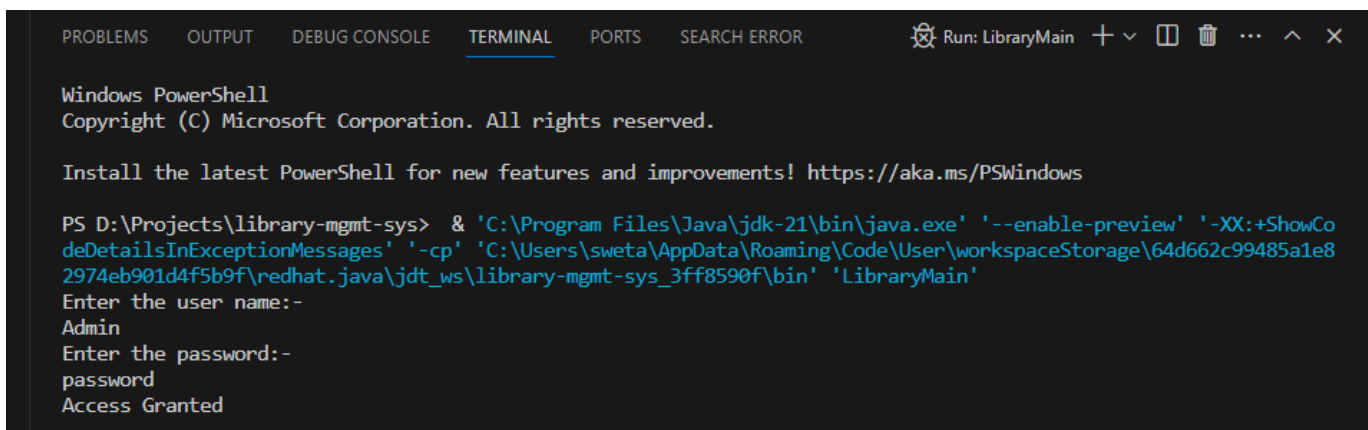 PROBLEMS OUTPUT DEBUG CONSOLE TERMINAL PORTS SEARCH ERROR Run: LibraryMain
Windows PowerShell
Copyright (C) Microsoft Corporation. All rights reserved.
Install the latest PowerShell for new features and improvements! https://aka.ms/PSWindows
PS D:\Projects\library-mgmt-sys>  & 'C:\Program Files\Java\jdk-21\bin\java.exe' '--enable-preview' '-XX:+ShowCo
deDetailsInExceptionMessages' '-cp' 'C:\Users\sweta\AppData\Roaming\Code\User\workspaceStorage\64d662c99485a1e8
2974eb901d4f5b9f\redhat.java\jdt_ws\library-mgmt-sys_3ff8590f\bin' 'LibraryMain'
Enter the user name:-
Admin
Enter the password:-
password
Access Granted